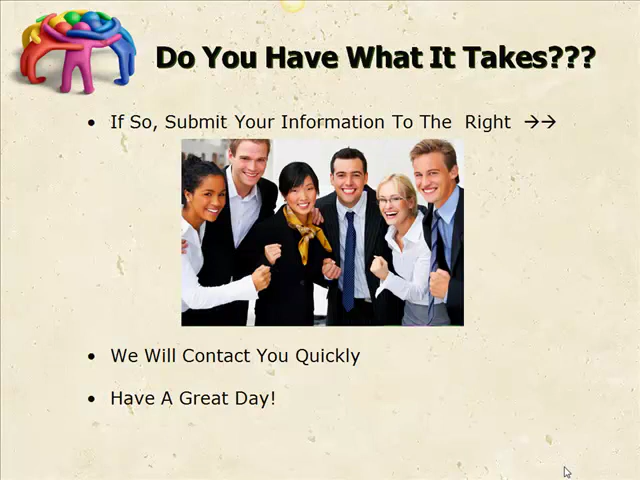 Do You Have What It Takes???
• If So, Submit Your Information To The Right →→
• We Will Contact You Quickly
• Have A Great Day!